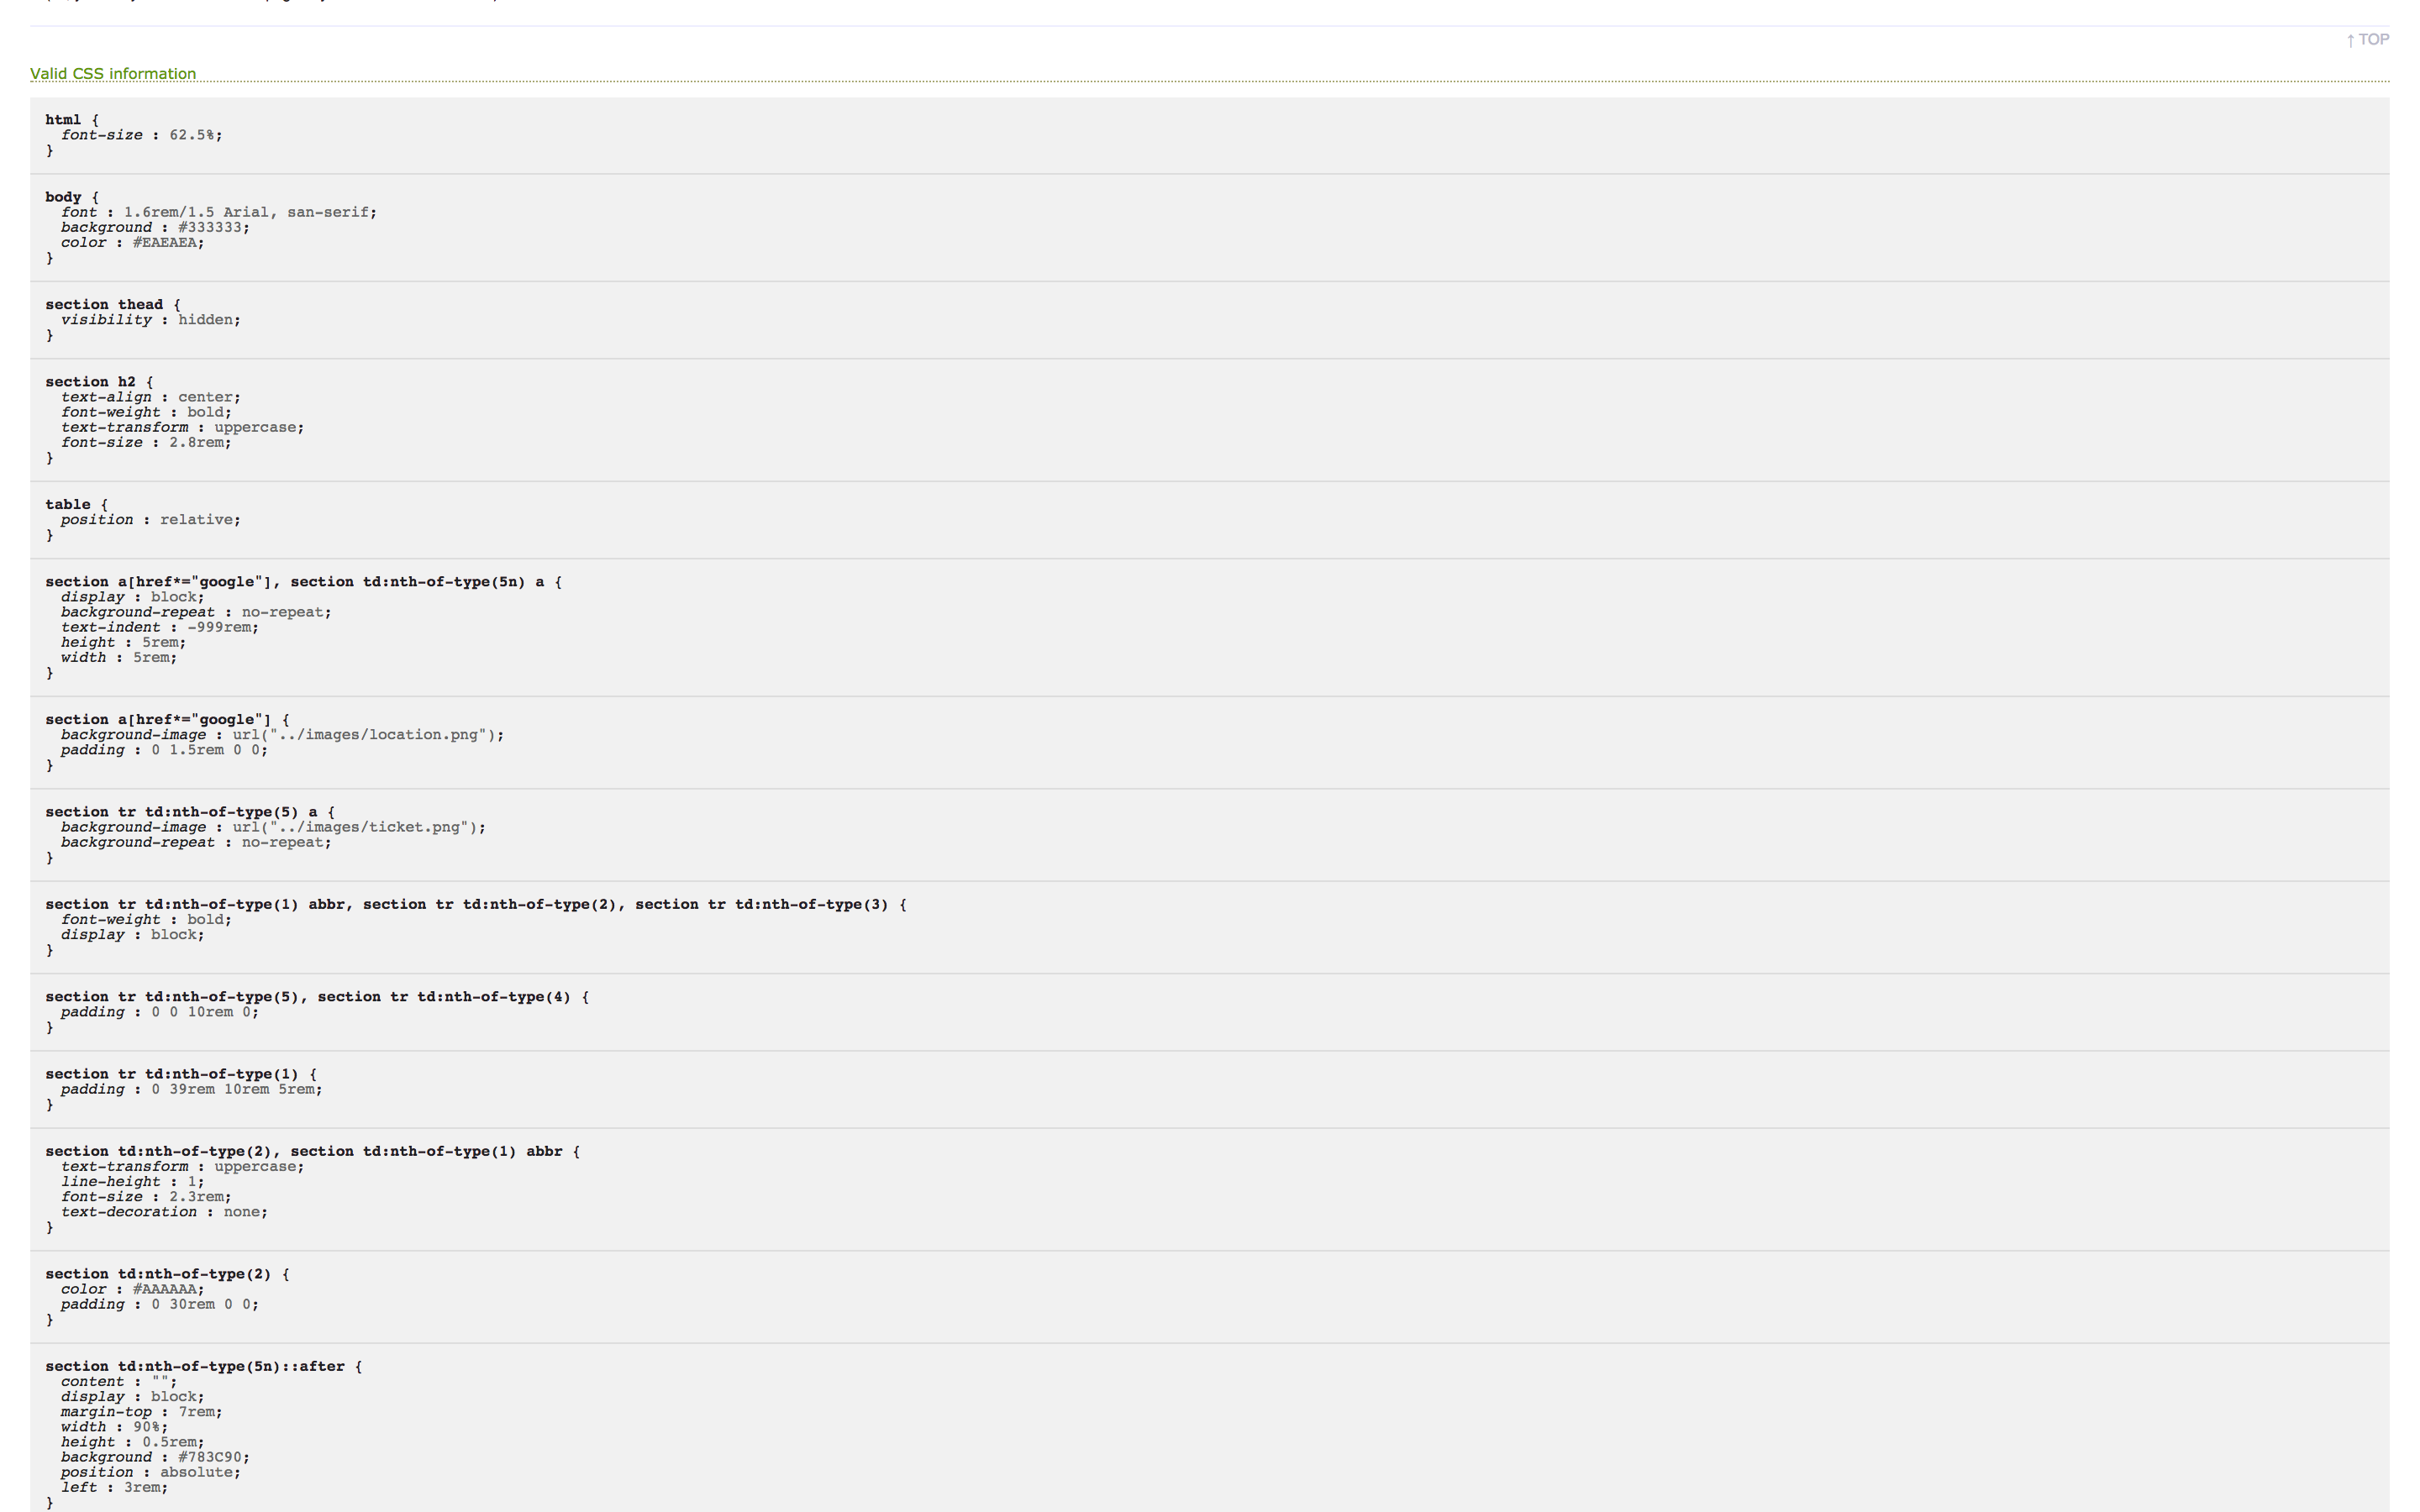 ↑ TOP
Valid CSS information
html {
font-size : 62.5%;
}
body {
font : 1.6rem/1.5 Arial, san-serif;
background : #333333;
color : #EAEAEA;
}
section thead {
visibility : hidden;
}
section h2 {
text-align : center;
font-weight : bold;
text-transform : uppercase;
font-size : 2.8rem;
}
table {
position : relative;
}
section a[href*="google"], section td:nth-of-type(5n) a {
display : block;
background-repeat : no-repeat;
text-indent : -999rem;
height : 5rem;
width : 5rem;
}
section a[href*="google"] {
background-image : url("../images/location.png");
padding : 0 1.5rem 0 0;
}
section tr td:nth-of-type(5) a {
background-image : url("../images/ticket.png");
background-repeat : no-repeat;
}
section tr td:nth-of-type(1) abbr, section tr td:nth-of-type(2), section tr td:nth-of-type(3) {
font-weight : bold;
display : block;
}
section tr td:nth-of-type(5), section tr td:nth-of-type(4) {
padding : 0 0 10rem 0;
}
section tr td:nth-of-type(1) {
padding : 0 39rem 10rem 5rem;
}
section td:nth-of-type(2), section td:nth-of-type(1) abbr {
text-transform : uppercase;
line-height : 1;
font-size : 2.3rem;
text-decoration : none;
}
section td:nth-of-type(2) {
color : #AAAAAA;
padding : 0 30rem 0 0;
}
section td:nth-of-type(5n)::after {
content : "";
display : block;
margin-top : 7rem;
width : 90%;
height : 0.5rem;
background : #783C90;
position : absolute;
left : 3rem;
}